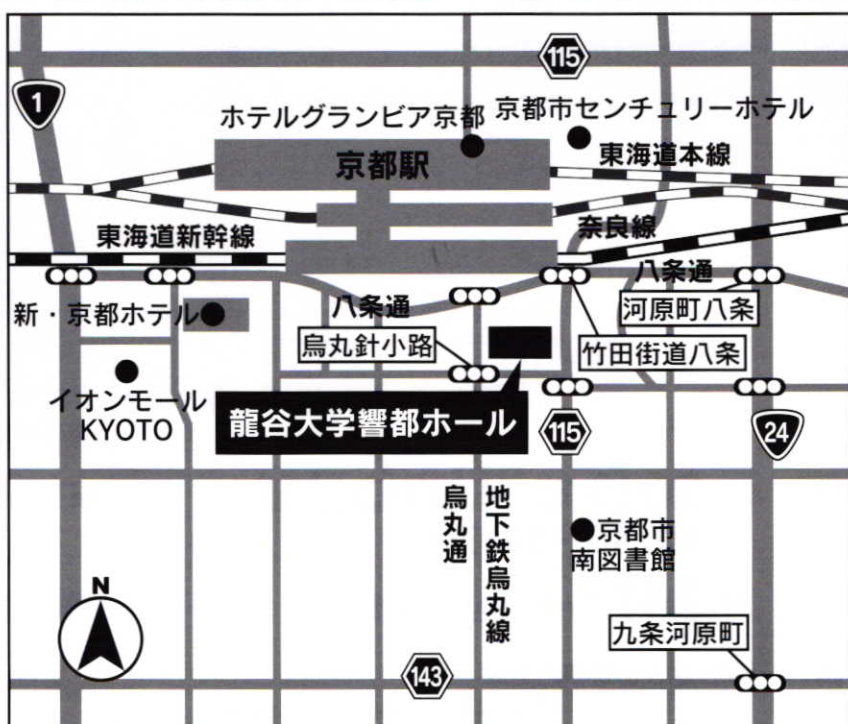 115
1
ホテルグランビア京都
京都市センチュリーホテル
京都駅
東海道本線
東海道新幹線
奈良線
八条通
八条通
河原町八条
新・京都ホテル
烏丸針小路
竹田街道八条
イオンモール
KYOTO
龍谷大学響都ホール
115
24
烏丸通
地下鉄烏丸線
京都市
南図書館
N
九条河原町
143